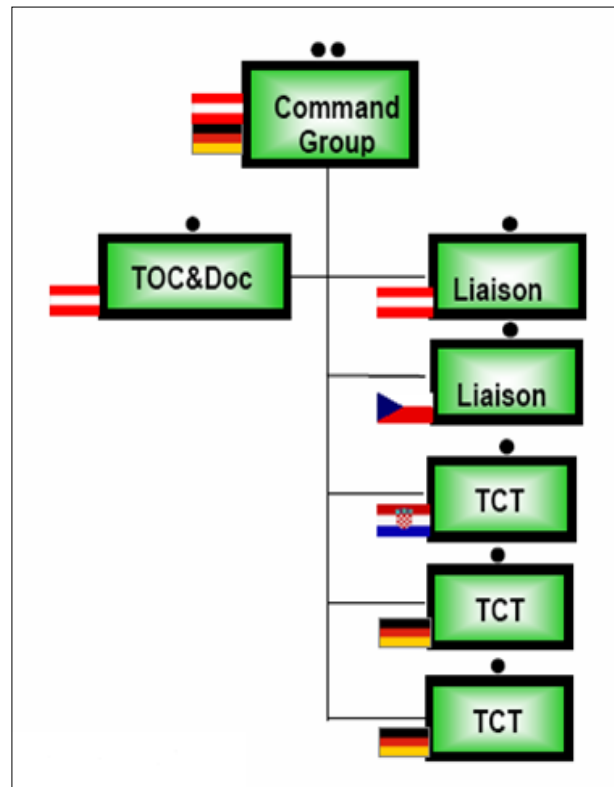 Command
Group
TOC&Doc
Liaison
Liaison
TCT
TCT
TCT